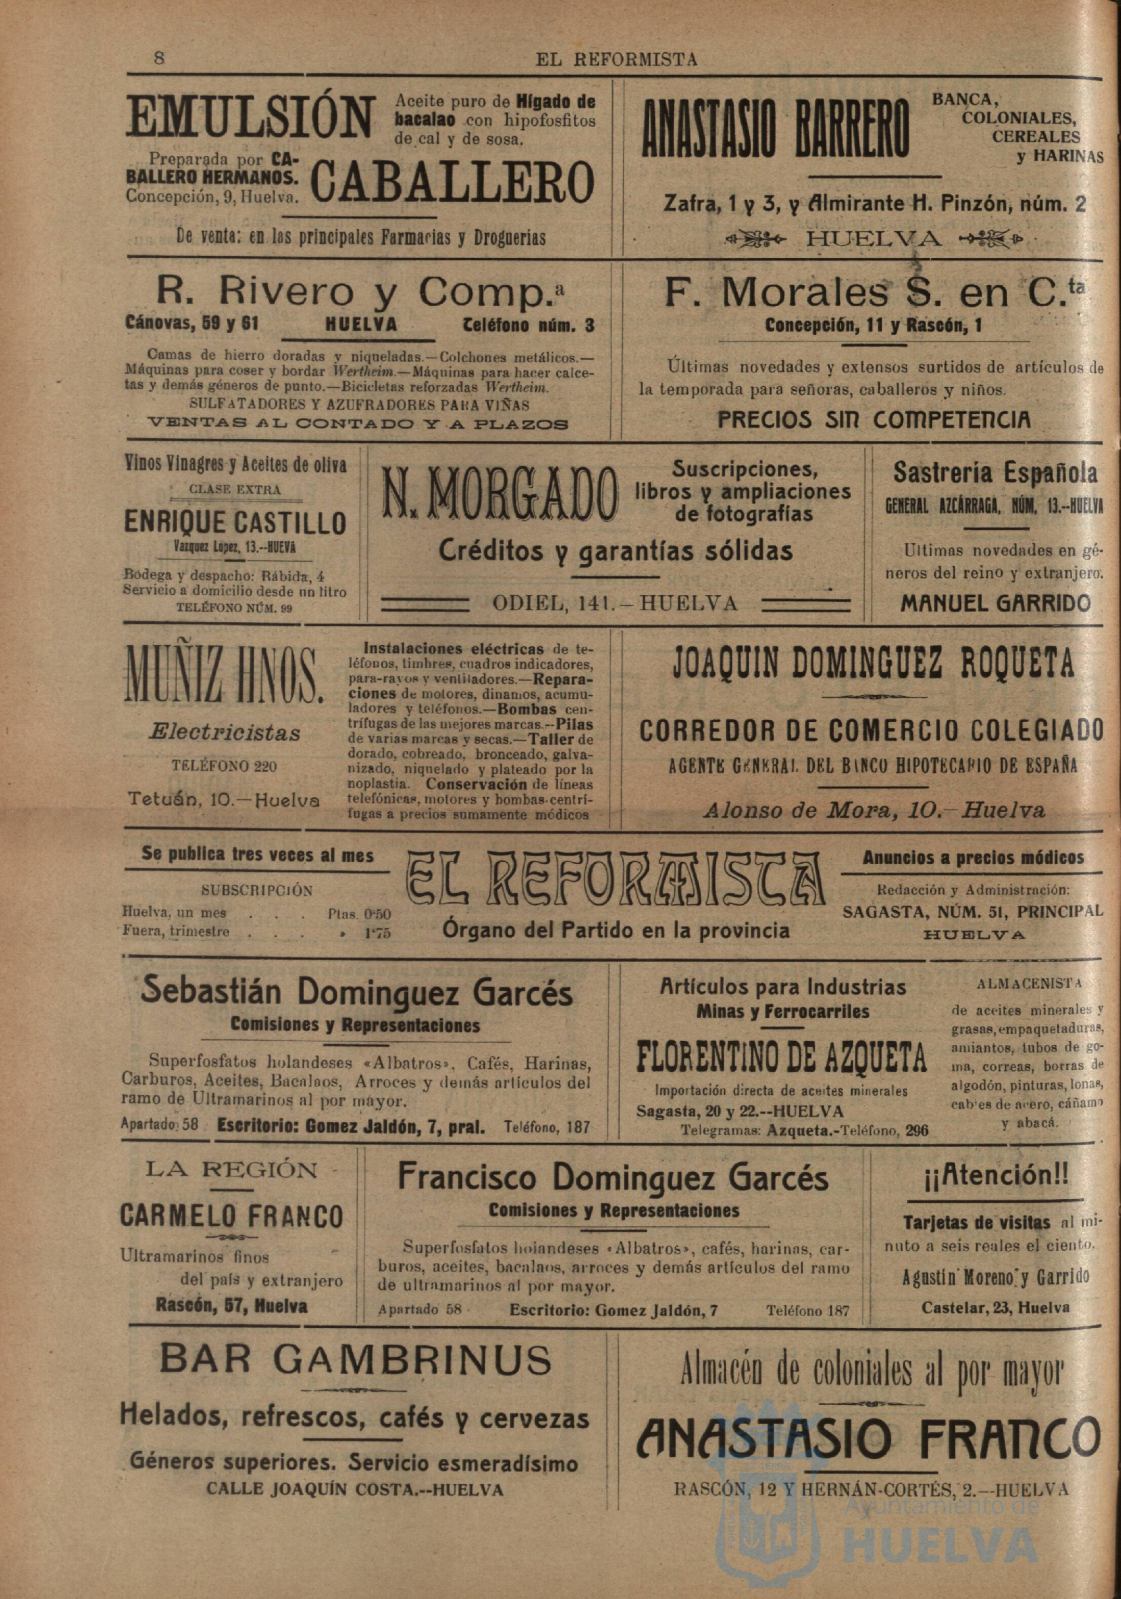 8
EL REFORMISTA
EMULSIÓN
Aceite puro de Hígado de
bacalao con hipofosfitos
de cal y de sosa.
Preparada por CA-
BALLERO HERMANOS.
Concepción, 9, Huelva.
CABALLERO
De venta: en las principales Farmacias y Droguerias
ANASTASIO BARRERO
BANCA,
COLONIALES,
CEREALES
y HARINAS
Zafra, 1 y 3, y Almirante H. Pinzón, núm. 2
HUELVA
R. Rivero y Comp.ª
Cánovas, 59 y 61 HUELVA Teléfono núm. 3
Camas de hierro doradas y niqueladas.—Colchones metálicos.—
Máquinas para coser y bordar Wertheim.—Máquinas para hacer calce-
tas y demás géneros de punto.—Bicicletas reforzadas Wertheim.
SULFATADORES Y AZUFRADORES PARA VIÑAS
VENTAS AL CONTADO Y A PLAZOS
F. Morales S. en C.ta
Concepción, 11 y Rascón, 1
Últimas novedades y extensos surtidos de artículos de
la temporada para señoras, caballeros y niños.
PRECIOS SIN COMPETENCIA
Vinos Vinagres y Aceites de oliva
CLASE EXTRA
ENRIQUE CASTILLO
Vazquez Lopez, 13.--HUEVA
Bodega y despacho: Rábida, 4
Servicio a domicilio desde un litro
TELÉFONO NÚM. 99
N. MORGADO
Suscripciones,
libros y ampliaciones
de fotografías
Créditos y garantías sólidas
ODIEL, 141.—HUELVA
Sastrería Española
GENERAL AZCÁRRAGA, NÚM, 13.--HUELVA
Ultimas novedades en gé-
neros del reino y extranjero.
MANUEL GARRIDO
MUÑIZ HNOS.
Electricistas
TELÉFONO 220
Tetuán, 10.—Huelva
Instalaciones eléctricas de te-
léfonos, timbres, cuadros indicadores,
para-rayos y ventiladores.—Repara-
ciones de motores, dinamos, acumu-
ladores y teléfonos.—Bombas cen-
trífugas de las mejores marcas.--Pilas
de varias marcas y secas.—Taller de
dorado, cobreado, bronceado, galva-
nizado, niquelado y plateado por la
noplastia. Conservación de líneas
telefónicas, motores y bombas centrí-
fugas a precios sumamente módicos
JOAQUIN DOMINGUEZ ROQUETA
CORREDOR DE COMERCIO COLEGIADO
AGENTE GENERAL DEL BANCO HIPOTECARIO DE ESPAÑA
Alonso de Mora, 10.—Huelva
Se publica tres veces al mes
SUBSCRIPCIÓN
Huelva, un mes . . . Ptas. 0'50
Fuera, trimestre . . . » 1'75
EL REFORMISTA
Órgano del Partido en la provincia
Anuncios a precios módicos
Redacción y Administración:
SAGASTA, NÚM. 51, PRINCIPAL
HUELVA
Sebastián Dominguez Garcés
Comisiones y Representaciones
Superfosfatos holandeses «Albatros», Cafés, Harinas,
Carburos, Aceites, Bacalaos, Arroces y demás artículos del
ramo de Ultramarinos al por mayor.
Apartado 58 Escritorio: Gomez Jaldón, 7, pral. Teléfono, 187
Artículos para Industrias
Minas y Ferrocarriles
FLORENTINO DE AZQUETA
Importación directa de aceites minerales
Sagasta, 20 y 22.--HUELVA
Telegramas: Azqueta.-Teléfono, 296
ALMACENISTA
de aceites minerales y
grasas, empaquetaduras,
amiantos, tubos de go-
ma, correas, borras de
algodón, pinturas, lonas,
cables de acero, cáñamo
y abacá.
LA REGIÓN
CARMELO FRANCO
Ultramarinos finos
del país y extranjero
Rascón, 57, Huelva
Francisco Dominguez Garcés
Comisiones y Representaciones
Superfosfatos holandeses «Albatros», cafés, harinas, car-
buros, aceites, bacalaos, arroces y demás artículos del ramo
de ultramarinos al por mayor.
Apartado 58 Escritorio: Gomez Jaldón, 7 Teléfono 187
¡¡Atención!!
Tarjetas de visitas al mi-
nuto a seis reales el ciento.
Agustín Moreno y Garrido
Castelar, 23, Huelva
BAR GAMBRINUS
Helados, refrescos, cafés y cervezas
Géneros superiores. Servicio esmeradísimo
CALLE JOAQUÍN COSTA.--HUELVA
Almacén de coloniales al por mayor
ANASTASIO FRANCO
RASCÓN, 12 Y HERNÁN-CORTÉS, 2.--HUELVA
Ayuntamiento de
HUELVA